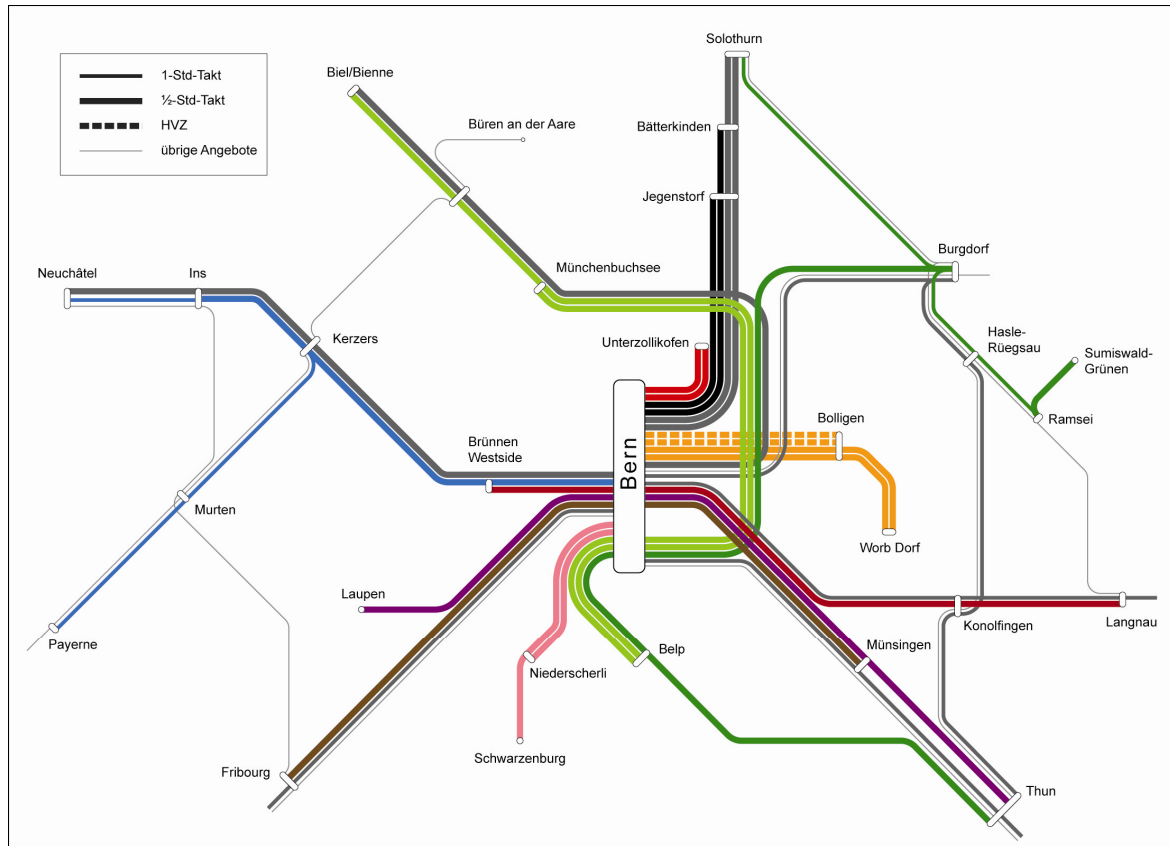 Solothurn
1-Std-Takt
½-Std-Takt
HVZ
übrige Angebote
Biel/Bienne
Büren an der Aare
Bätterkinden
Jegenstorf
Burgdorf
Neuchâtel
Ins
Münchenbuchsee
Kerzers
Unterzollikofen
Hasle-
Rüegsau
Sumiswald-
Grünen
Ramsei
Bolligen
Brünnen
Westside
Bern
Murten
Worb Dorf
Laupen
Konolfingen
Langnau
Payerne
Niederscherli
Belp
Münsingen
Schwarzenburg
Fribourg
Thun